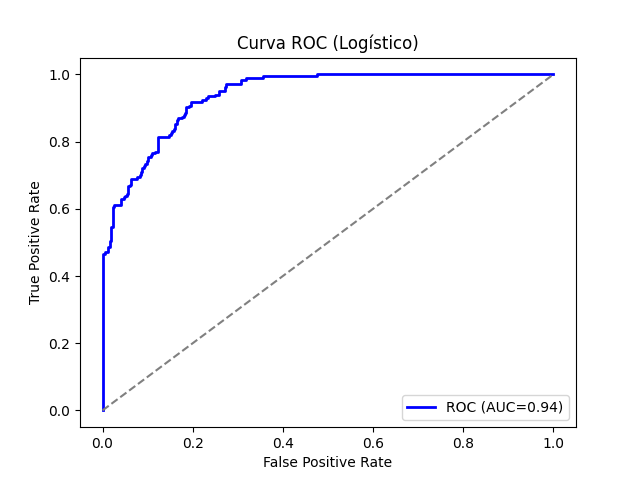 Curva ROC (Logístico)
True Positive Rate
1.0
0.8
0.6
0.4
0.2
0.0
ROC (AUC=0.94)
0.0 0.2 0.4 0.6 0.8 1.0
False Positive Rate